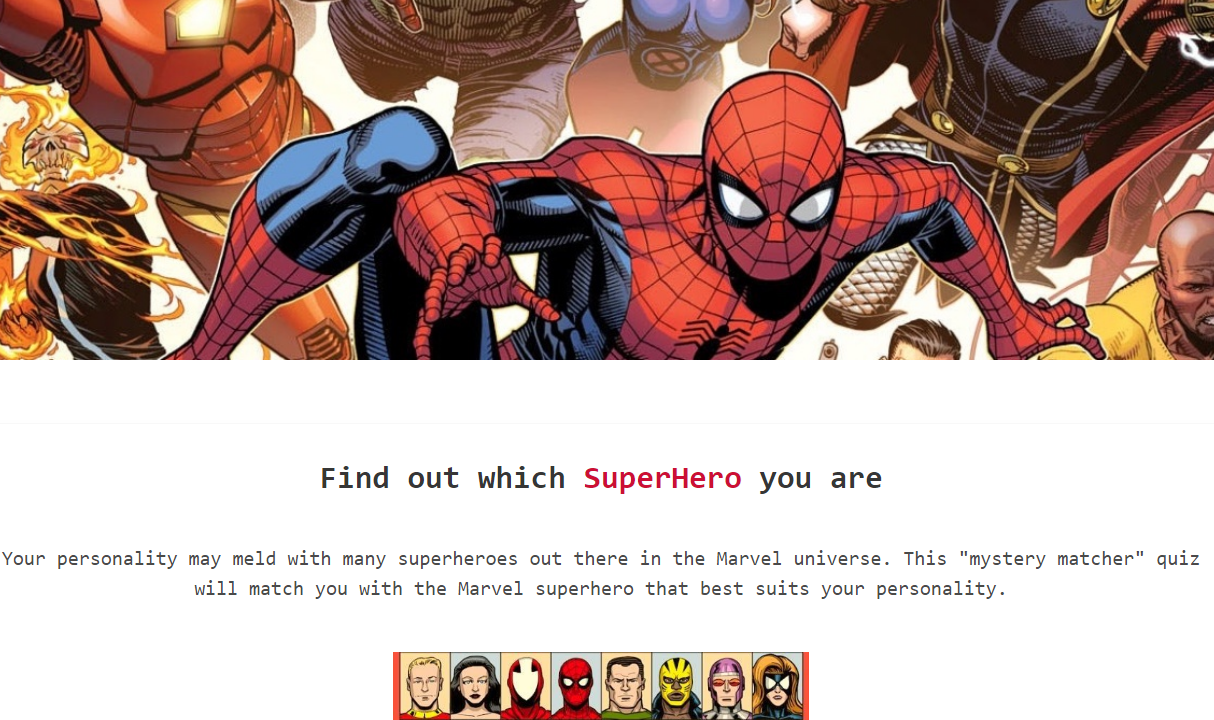 Find out which SuperHero you are
Your personality may meld with many superheroes out there in the Marvel universe. This "mystery matcher" quiz
will match you with the Marvel superhero that best suits your personality.